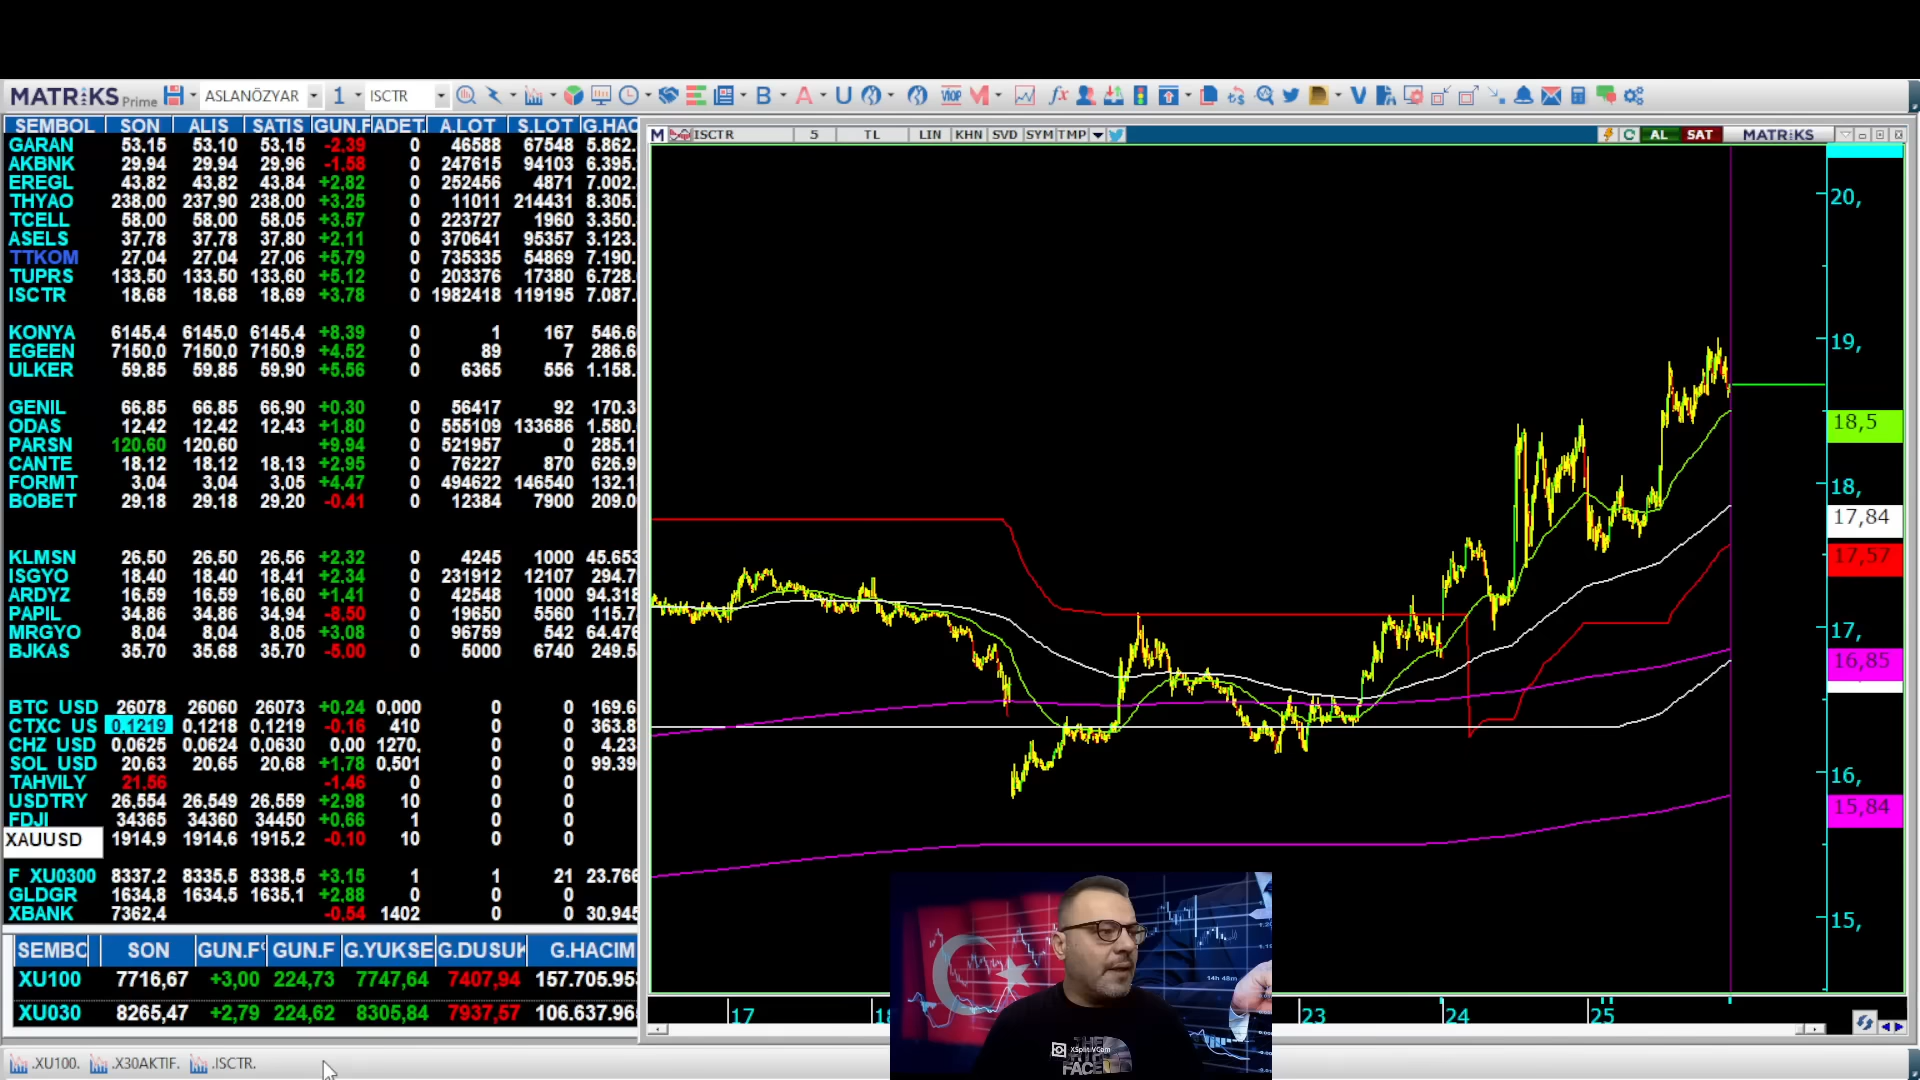 MATRiKS Prime ASLANÖZYAR 1 ISCTR B A U VIOP M fx V
SEMBOL SON ALIS SATIS GUN.F ADET. A.LOT S.LOT G.HAC
GARAN 53,15 53,10 53,15 -2,39 0 46588 67548 5.862.
AKBNK 29,94 29,94 29,96 -1,58 0 247615 94103 6.395.
EREGL 43,82 43,82 43,84 +2,82 0 252456 4871 7.002.
THYAO 238,00 237,90 238,00 +3,25 0 11011 214431 8.305.
TCELL 58,00 58,00 58,05 +3,57 0 223727 1960 3.350.
ASELS 37,78 37,78 37,80 +2,11 0 370641 95357 3.123.
TTKOM 27,04 27,04 27,06 +5,79 0 735335 54869 7.190.
TUPRS 133,50 133,50 133,60 +5,12 0 203376 17380 6.728.
ISCTR 18,68 18,68 18,69 +3,78 0 1982418 119195 7.087.
KONYA 6145,4 6145,0 6145,4 +8,39 0 1 167 546.6
EGEEN 7150,0 7150,0 7150,9 +4,52 0 89 7 286.6
ULKER 59,85 59,85 59,90 +5,56 0 6365 556 1.158.
GENIL 66,85 66,85 66,90 +0,30 0 56417 92 170.3
ODAS 12,42 12,42 12,43 +1,80 0 555109 133686 1.580.
PARSN 120,60 120,60 +9,94 0 521957 0 285.1
CANTE 18,12 18,12 18,13 +2,95 0 76227 870 626.9
FORMT 3,04 3,04 3,05 +4,47 0 494622 146540 132.1
BOBET 29,18 29,18 29,20 -0,41 0 12384 7900 209.0
KLMSN 26,50 26,50 26,56 +2,32 0 4245 1000 45.653
ISGYO 18,40 18,40 18,41 +2,34 0 231912 12107 294.7
ARDYZ 16,59 16,59 16,60 +1,41 0 42548 1000 94.318
PAPIL 34,86 34,86 34,94 -8,50 0 19650 5560 115.7
MRGYO 8,04 8,04 8,05 +3,08 0 96759 542 64.476
BJKAS 35,70 35,68 35,70 -5,00 0 5000 6740 249.5
BTC USD 26078 26060 26073 +0,24 0,000 0 0 169.6
CTXC US 0,1219 0,1218 0,1219 -0,16 410 0 0 363.8
CHZ USD 0,0625 0,0624 0,0630 0,00 1270, 0 0 4.23
SOL USD 20,63 20,65 20,68 +1,78 0,501 0 0 99.39
TAHVILY 21,56 -1,46 0 0 0
USDTRY 26,554 26,549 26,559 +2,98 10 0 0
FDJI 34365 34360 34450 +0,66 1 0 0
XAUUSD 1914,9 1914,6 1915,2 -0,10 10 0 0
F XU0300 8337,2 8335,5 8338,5 +3,15 1 1 21 23.766
GLDGR 1634,8 1634,5 1635,1 +2,88 0 0 0
XBANK 7362,4 -0,54 1402 0 0 30.945
SEMBC SON GUN.F GUN.F G.YUKSE G.DUSUK G.HACIM
XU100 7716,67 +3,00 224,73 7747,64 7407,94 157.705.95
XU030 8265,47 +2,79 224,62 8305,84 7937,57 106.637.96
.XU100. .X30AKTIF. .ISCTR.
M ISCTR 5 TL LIN KHN SVD SYM TMP AL SAT MATRiKS
20,
19,
18,5
18,
17,84
17,57
17,
16,85
16,
15,84
15,
17 18 23 24 25
14h 48m
XSplit VCam
THE
FACE